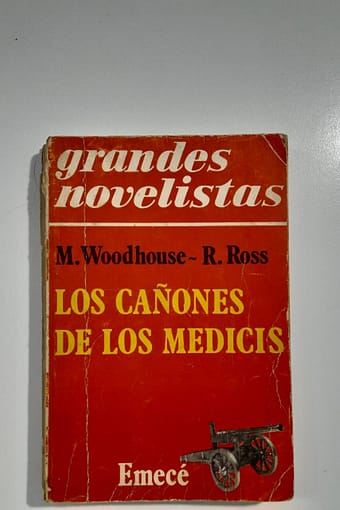 grandes
novelistas
M. Woodhouse ~ R. Ross
LOS CAÑONES
DE LOS MEDICIS
Emecé